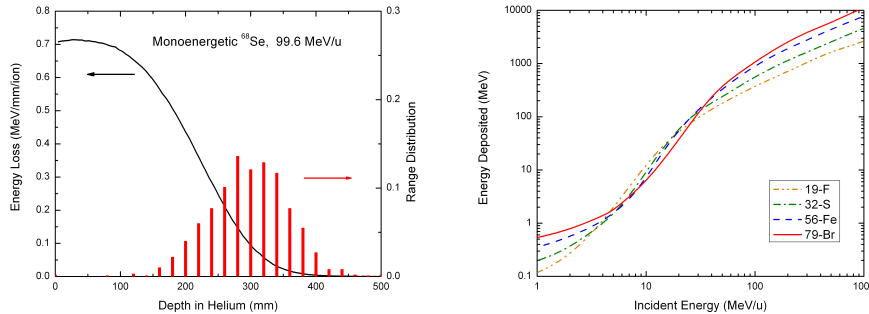 0.8
0.7
0.6
0.5
0.4
0.3
0.2
0.1
0.0
Energy Loss (MeV/mm/ion)
Monoenergetic ⁶⁸Se, 99.6 MeV/u
0.3
0.2
0.1
0.0
Range Distribution
0 100 200 300 400 500
Depth in Helium (mm)
10000
1000
100
10
1
0.1
Energy Deposited (MeV)
19-F
32-S
56-Fe
79-Br
1 10 100 100
Incident Energy (MeV/u)